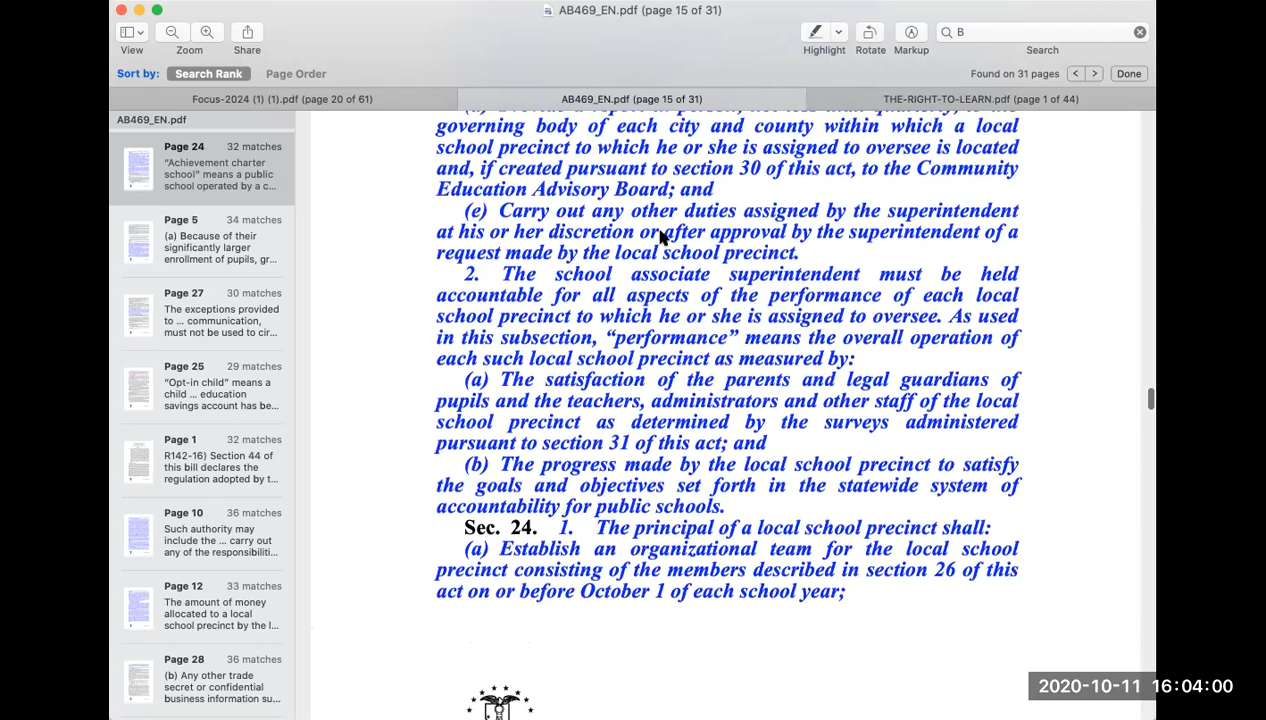 AB469_EN.pdf (page 15 of 31)
View
Zoom
Share
Highlight
Rotate
Markup
B
Search
Sort by:
Search Rank
Page Order
Found on 31 pages
Done
Focus-2024 (1) (1).pdf (page 20 of 61)
AB469_EN.pdf (page 15 of 31)
THE-RIGHT-TO-LEARN.pdf (page 1 of 44)
AB469_EN.pdf
Page 24 32 matches
“Achievement charter
school” means a public
school operated by a c...
Page 5 34 matches
(a) Because of their
significantly larger
enrollment of pupils, gr...
Page 27 30 matches
The exceptions provided
to ... communication,
must not be used to cir...
Page 25 29 matches
“Opt-in child” means a
child ... education
savings account has be...
Page 1 32 matches
R142-16) Section 44 of
this bill declares the
regulation adopted by t...
Page 10 36 matches
Such authority may
include the ... carry out
any of the responsibiliti...
Page 12 33 matches
The amount of money
allocated to a local
school precinct by the l...
Page 28 36 matches
(b) Any other trade
secret or confidential
business information su...
governing body of each city and county within which a local
school precinct to which he or she is assigned to oversee is located
and, if created pursuant to section 30 of this act, to the Community
Education Advisory Board; and
(e) Carry out any other duties assigned by the superintendent
at his or her discretion or after approval by the superintendent of a
request made by the local school precinct.
2. The school associate superintendent must be held
accountable for all aspects of the performance of each local
school precinct to which he or she is assigned to oversee. As used
in this subsection, “performance” means the overall operation of
each such local school precinct as measured by:
(a) The satisfaction of the parents and legal guardians of
pupils and the teachers, administrators and other staff of the local
school precinct as determined by the surveys administered
pursuant to section 31 of this act; and
(b) The progress made by the local school precinct to satisfy
the goals and objectives set forth in the statewide system of
accountability for public schools.
Sec. 24. 1. The principal of a local school precinct shall:
(a) Establish an organizational team for the local school
precinct consisting of the members described in section 26 of this
act on or before October 1 of each school year;
2020-10-11 16:04:00